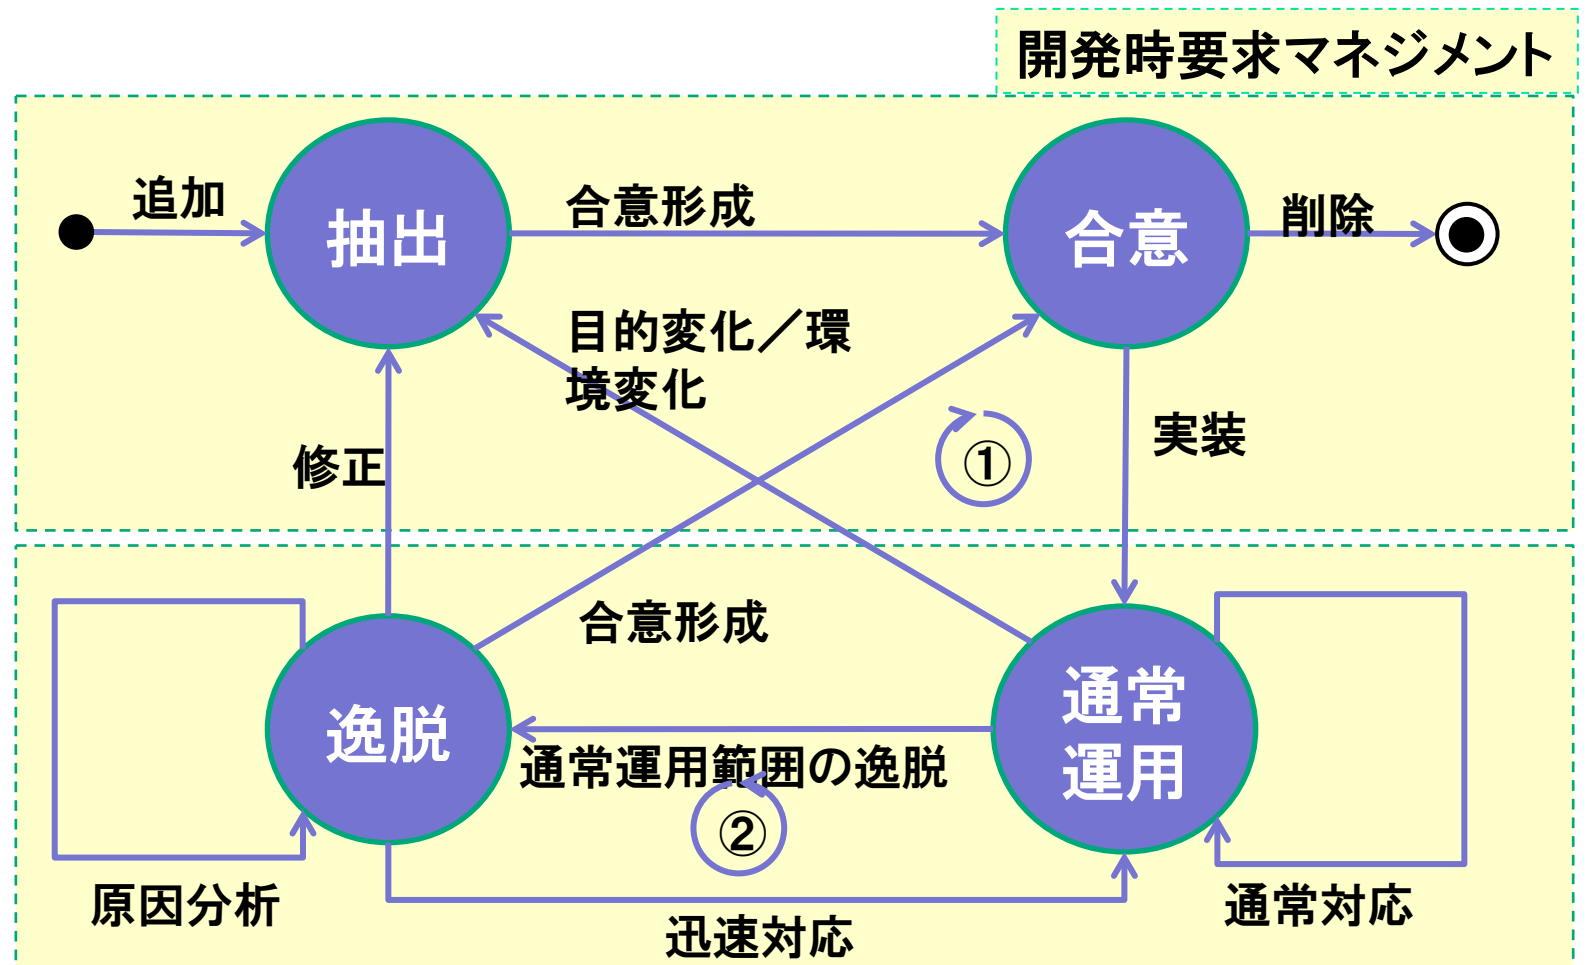 開発時要求マネジメント
追加
抽出
合意形成
合意
削除
目的変化／環
境変化
修正
①
実装
合意形成
逸脱
通常
運用
通常運用範囲の逸脱
②
原因分析
迅速対応
通常対応